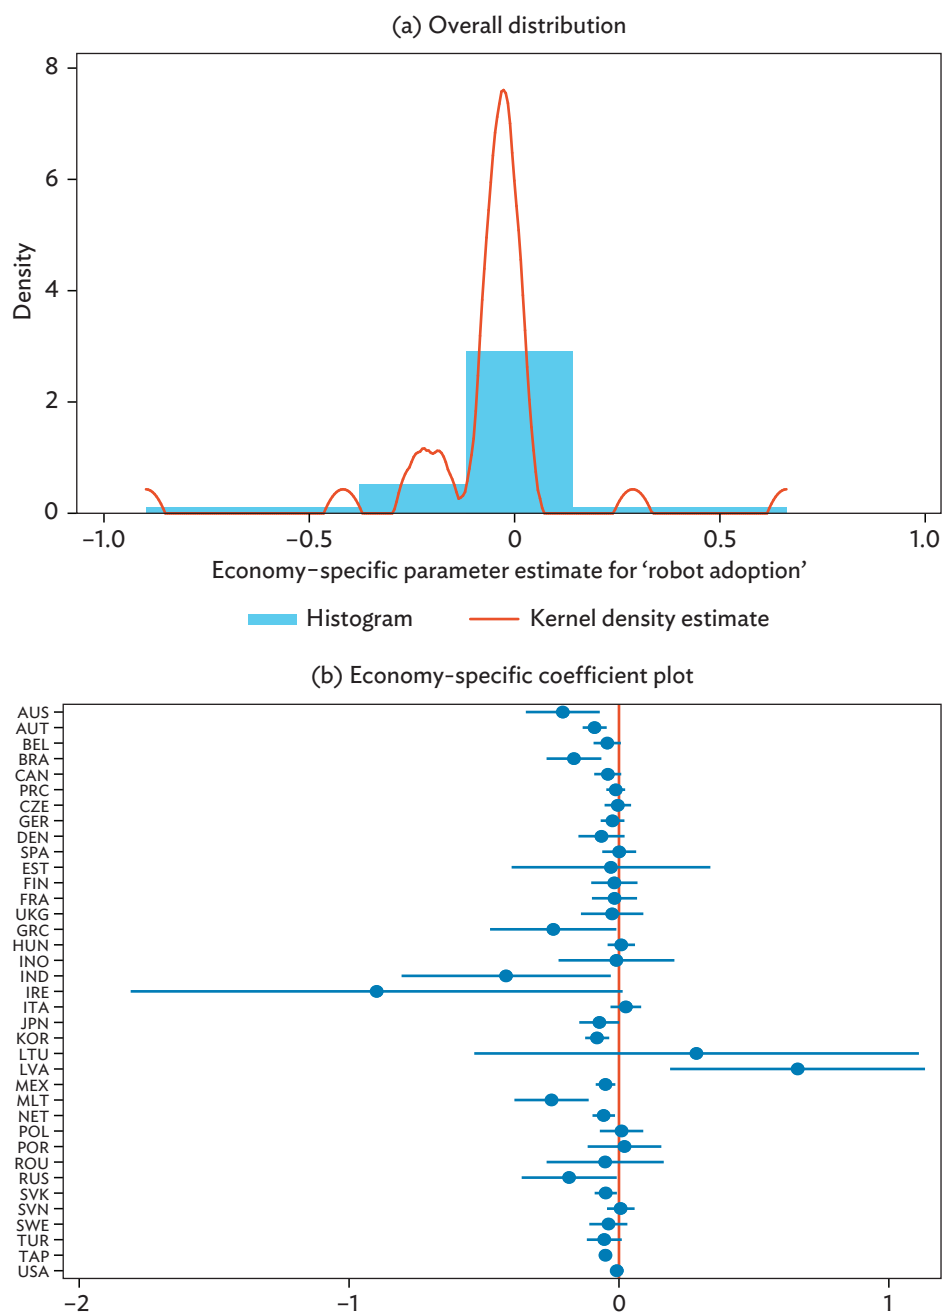 (a) Overall distribution
8
6
4
2
0
Density
–1.0
–0.5
0
0.5
1.0
Economy–specific parameter estimate for ‘robot adoption’
Histogram
Kernel density estimate
(b) Economy–specific coefficient plot
AUS
AUT
BEL
BRA
CAN
PRC
CZE
GER
DEN
SPA
EST
FIN
FRA
UKG
GRC
HUN
INO
IND
IRE
ITA
JPN
KOR
LTU
LVA
MEX
MLT
NET
POL
POR
ROU
RUS
SVK
SVN
SWE
TUR
TAP
USA
–2
–1
0
1